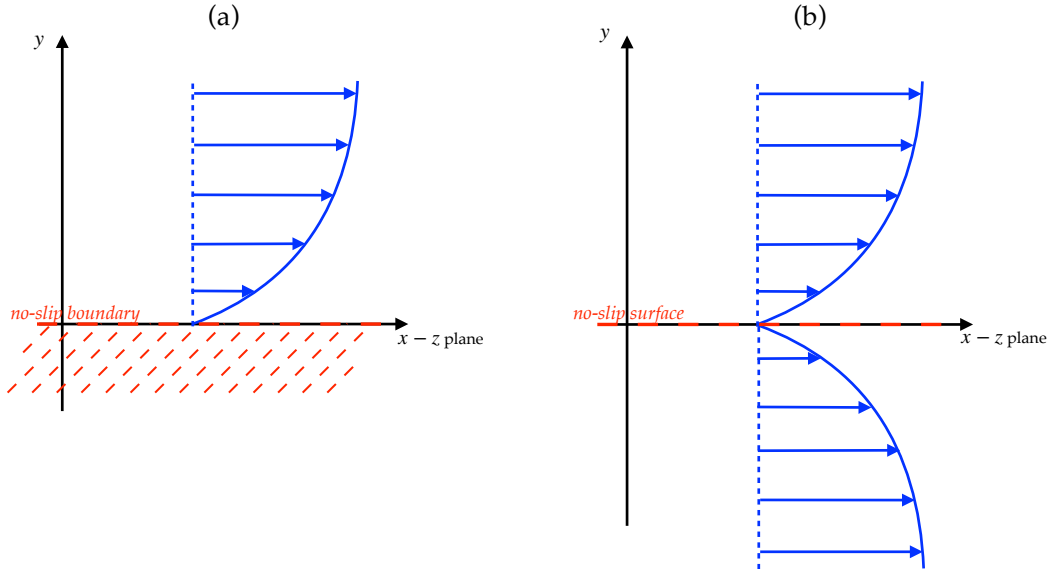 (a)
y
no-slip boundary
x − z plane
(b)
y
no-slip surface
x − z plane